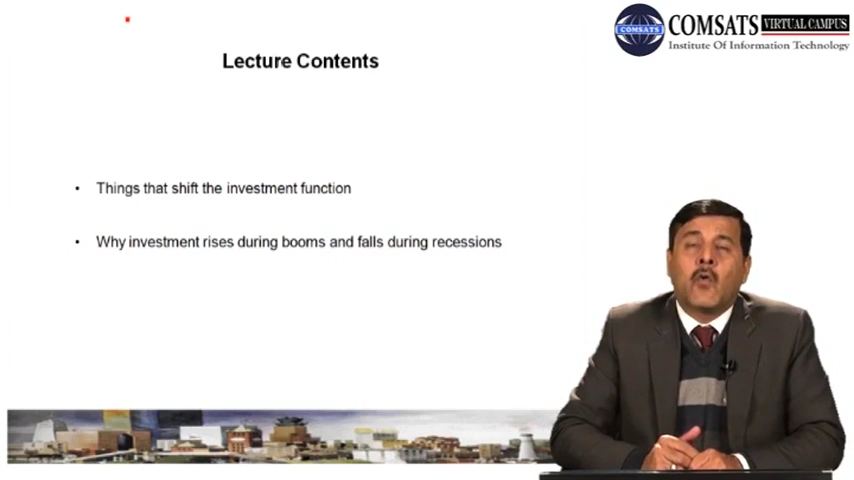 COMSATS VIRTUAL CAMPUS
COMSATS
Institute Of Information Technology
Lecture Contents
• Things that shift the investment function
• Why investment rises during booms and falls during recessions